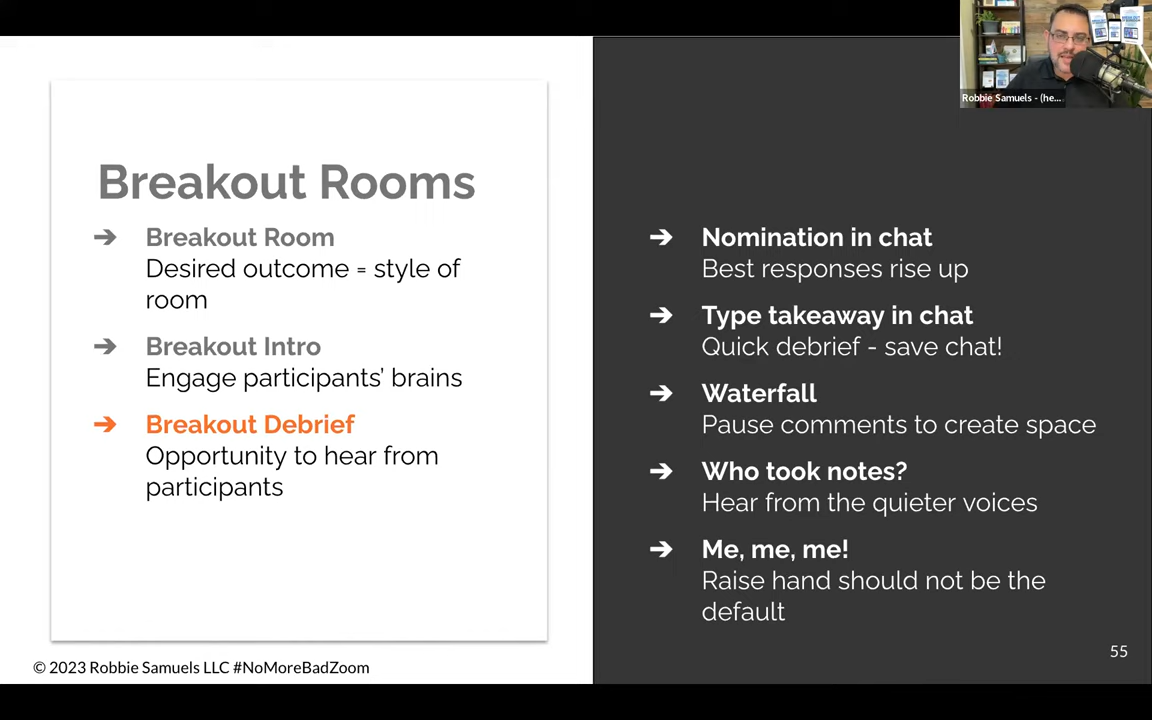 Robbie Samuels - (he...
Breakout Rooms
➔ Breakout Room
Desired outcome = style of
room
➔ Breakout Intro
Engage participants’ brains
➔ Breakout Debrief
Opportunity to hear from
participants
➔ Nomination in chat
Best responses rise up
➔ Type takeaway in chat
Quick debrief - save chat!
➔ Waterfall
Pause comments to create space
➔ Who took notes?
Hear from the quieter voices
➔ Me, me, me!
Raise hand should not be the
default
55
© 2023 Robbie Samuels LLC #NoMoreBadZoom